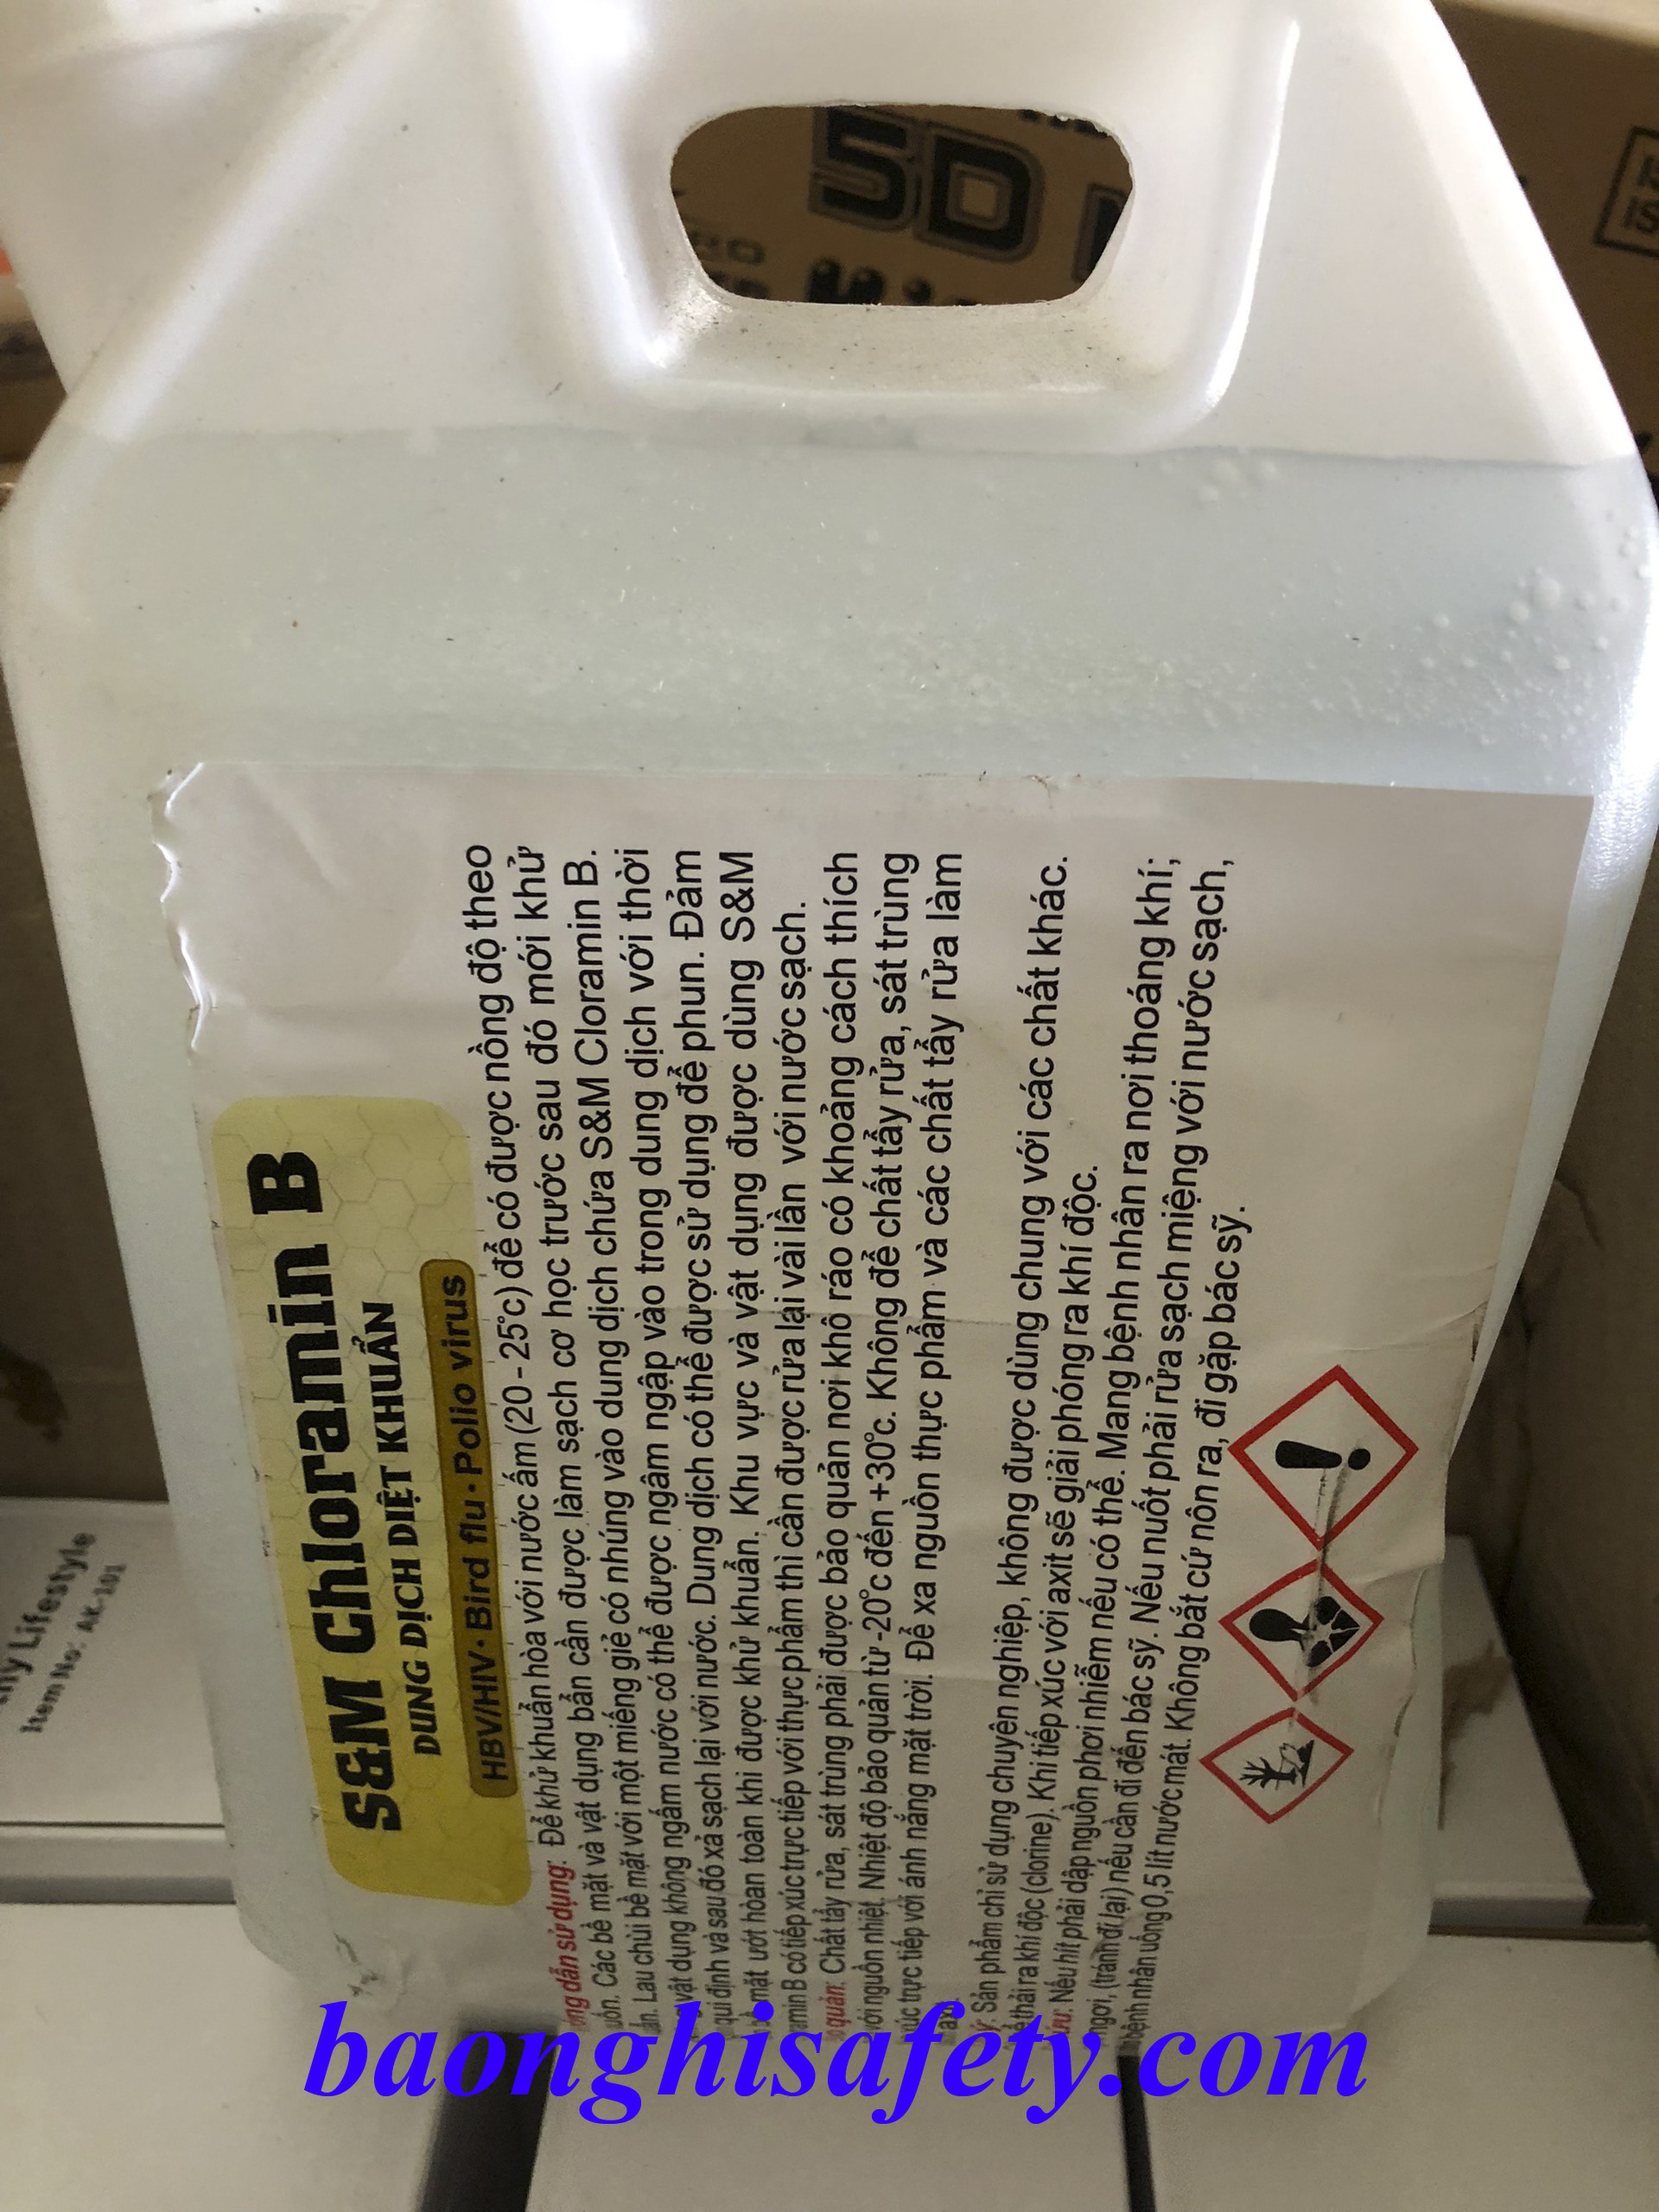 S&M Chloramin B
DUNG DỊCH DIỆT KHUẨN
HBV/HIV · Bird flu · Polio virus
dẫn sử dụng: Để khử khuẩn hòa với nước ấm (20 - 25°c) để có được nồng độ theo
Các bề mặt và vật dụng bẩn cần được làm sạch cơ học trước sau đó mới khử
Lau chùi bề mặt với một miếng giẻ có nhúng vào dung dịch chứa S&M Cloramin B.
vật dụng không ngấm nước có thể được ngâm ngập vào trong dung dịch với thời
qui định và sau đó xả sạch lại với nước. Dung dịch có thể được sử dụng để phun. Đảm
mặt ướt hoàn toàn khi được khử khuẩn. Khu vực và vật dụng được dùng S&M
B có tiếp xúc trực tiếp với thực phẩm thì cần được rửa lại vài lần với nước sạch.
quản: Chất tẩy rửa, sát trùng phải được bảo quản nơi khô ráo có khoảng cách thích
với nguồn nhiệt. Nhiệt độ bảo quản từ -20°c đến +30°c. Không để chất tẩy rửa, sát trùng
trực tiếp với ánh nắng mặt trời. Để xa nguồn thực phẩm và các chất tẩy rửa làm
Sản phẩm chỉ sử dụng chuyên nghiệp, không được dùng chung với các chất khác.
thải ra khí độc (clorine). Khi tiếp xúc với axit sẽ giải phóng ra khí độc.
Nếu hít phải dập nguồn phơi nhiễm nếu có thể. Mang bệnh nhân ra nơi thoáng khí;
ngơi, (tránh đi lại) nếu cần đi đến bác sỹ. Nếu nuốt phải rửa sạch miệng với nước sạch,
bệnh nhân uống 0,5 lít nước mát. Không bắt cứ nôn ra, đi gặp bác sỹ.
5D
Lifestyle
Item No: AK-101
baonghisafety.com